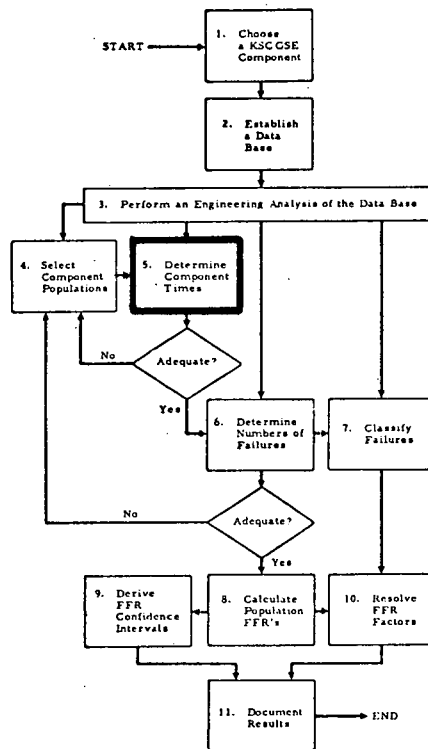 START
1. Choose
a KSC GSE
Component
2. Establish
a Data
Base
3. Perform an Engineering Analysis of the Data Base
4. Select
Component
Populations
5. Determine
Component
Times
No
Adequate?
Yes
6. Determine
Numbers of
Failures
7. Classify
Failures
No
Adequate?
Yes
9. Derive
FFR
Confidence
Intervals
8. Calculate
Population
FFR's
10. Resolve
FFR
Factors
11. Document
Results
END